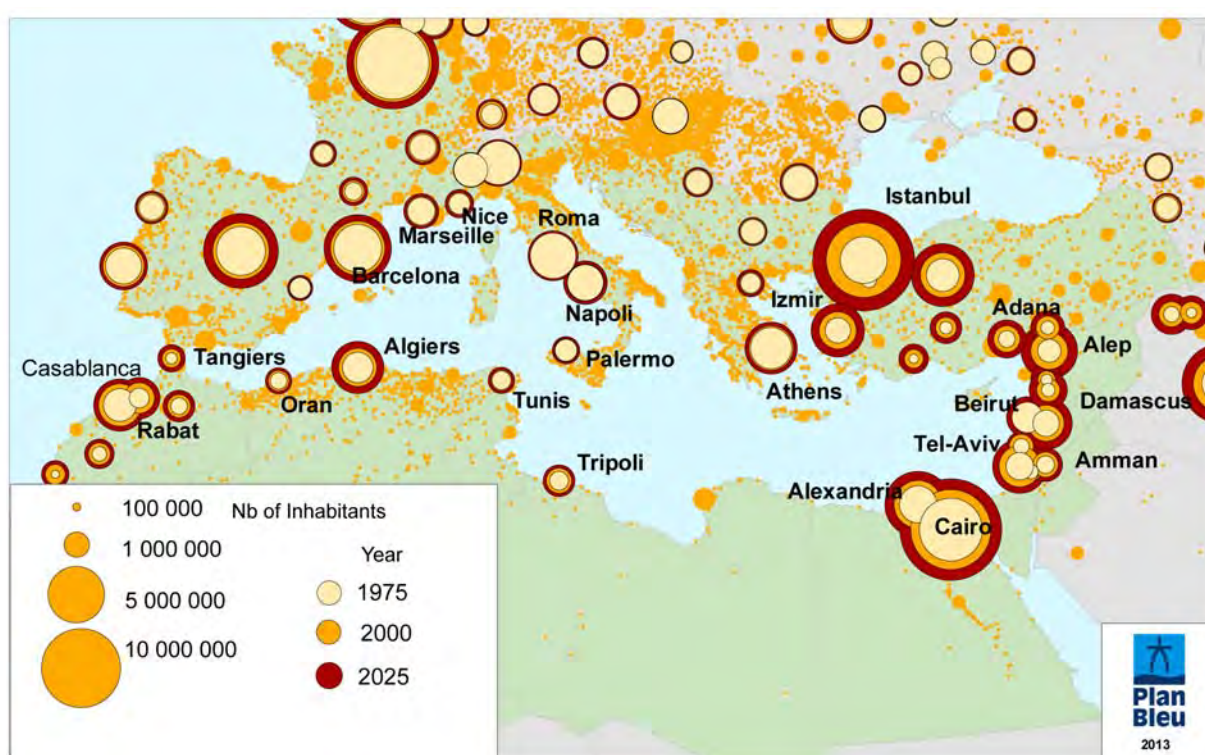 Istanbul
Nice
Roma
Marseille
Barcelona
Napoli
Izmir
Adana
Algiers
Tangiers
Palermo
Alep
Casablanca
Oran
Tunis
Athens
Beirut
Damascus
Rabat
Tel-Aviv
Tripoli
Amman
Alexandria
Cairo
100 000
Nb of Inhabitants
1 000 000
Year
5 000 000
1975
10 000 000
2000
2025
Plan
Bleu
2013